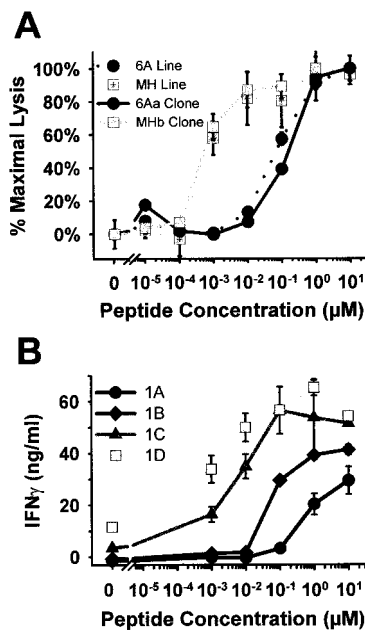 A
% Maximal Lysis
100%
80%
60%
40%
20%
0%
6A Line
MH Line
6Aa Clone
MHb Clone
0 10⁻⁵ 10⁻⁴ 10⁻³ 10⁻² 10⁻¹ 10⁰ 10¹
Peptide Concentration (µM)
B
IFNγ (ng/ml)
60
40
20
0
1A
1B
1C
1D
0 10⁻⁵ 10⁻⁴ 10⁻³ 10⁻² 10⁻¹ 10⁰ 10¹
Peptide Concentration (µM)